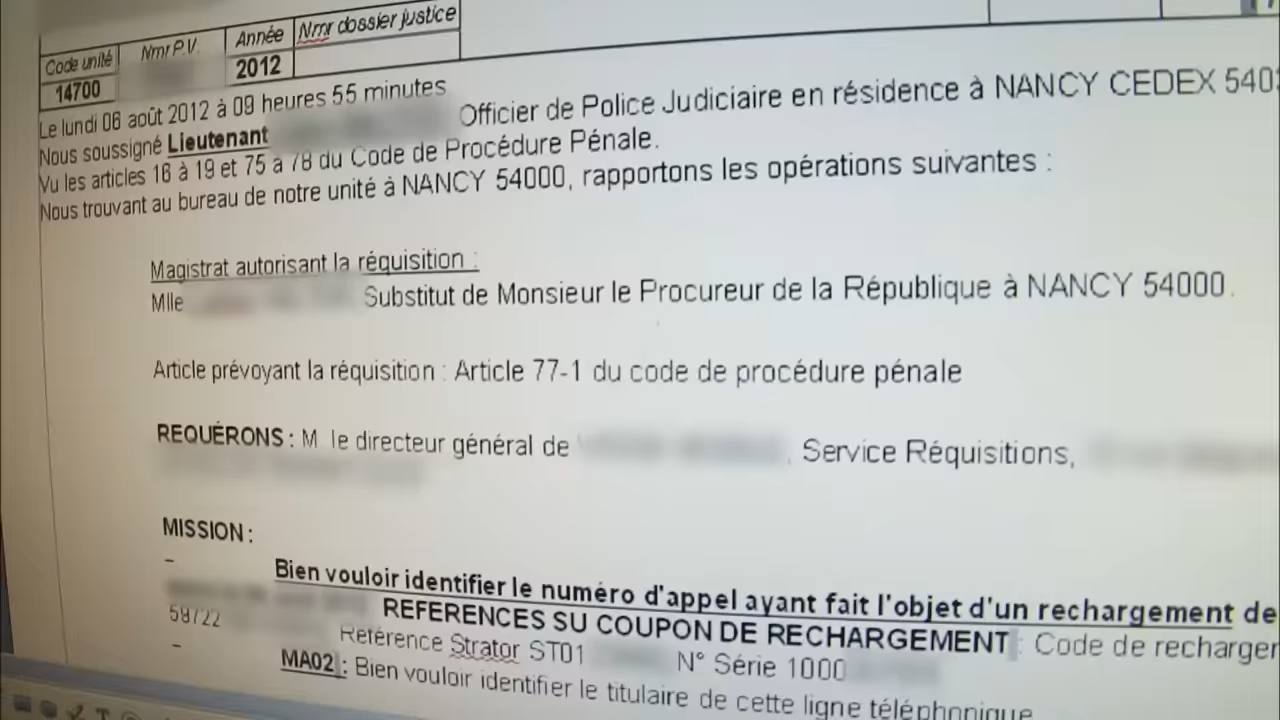 Code unité
Nmr P.V.
Année
Nmr dossier justice
14700
2012
Le lundi 06 août 2012 à 09 heures 55 minutes
Nous soussigné Lieutenant Officier de Police Judiciaire en résidence à NANCY CEDEX 540
Vu les articles 16 à 19 et 75 à 78 du Code de Procédure Pénale.
Nous trouvant au bureau de notre unité à NANCY 54000, rapportons les opérations suivantes :
Magistrat autorisant la réquisition :
Mlle Substitut de Monsieur le Procureur de la République à NANCY 54000.
Article prévoyant la réquisition : Article 77-1 du code de procédure pénale
REQUÉRONS : M. le directeur général de , Service Réquisitions,
MISSION :
- Bien vouloir identifier le numéro d'appel ayant fait l'objet d'un rechargement de
REFERENCES SU COUPON DE RECHARGEMENT : Code de recharger
59722 Référence Strator ST01 N° Série 1000
- MA02 : Bien vouloir identifier le titulaire de cette ligne téléphonique